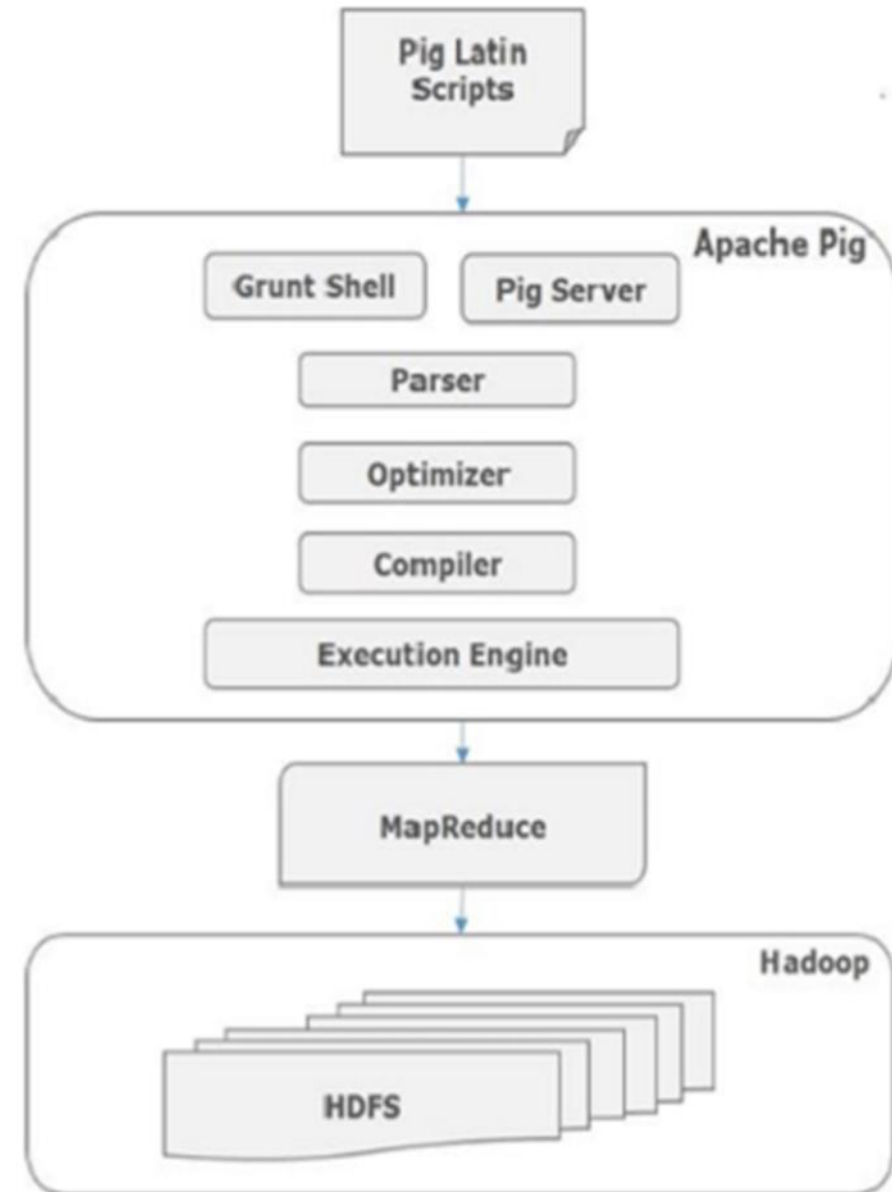 Pig Latin
Scripts
Apache Pig
Grunt Shell
Pig Server
Parser
Optimizer
Compiler
Execution Engine
MapReduce
Hadoop
HDFS